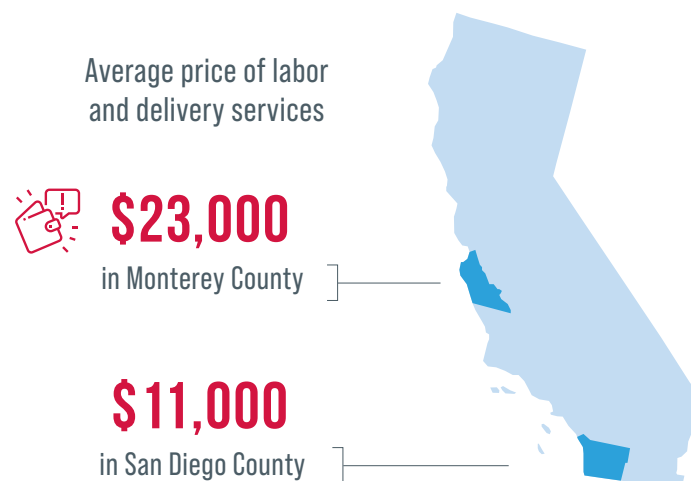 Average price of labor
and delivery services
$23,000
in Monterey County
$11,000
in San Diego County